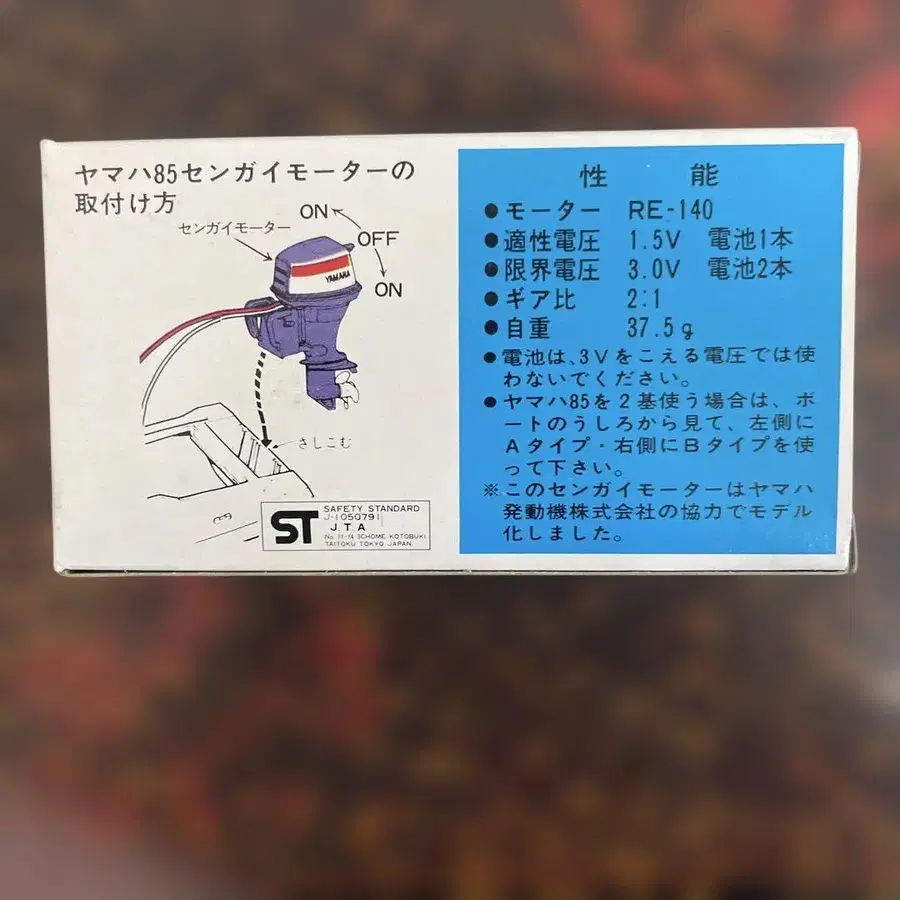 ヤマハ85センガイモーターの
取付け方
センガイモーター
ON
OFF
ON
YAMAHA
さしこむ
ST
SAFETY STANDARD
J-1050791
J.T.A
No. 11-14 3CHOME KOTOBUKI
TAITOKU TOKYO JAPAN
性 能
●モーター RE-140
●適性電圧 1.5V 電池1本
●限界電圧 3.0V 電池2本
●ギア比 2:1
●自重 37.5g
●電池は、3Vをこえる電圧では使
わないでください。
●ヤマハ85を2基使う場合は、ボ
ートのうしろから見て、左側に
Aタイプ・右側にBタイプを使
って下さい。
※このセンガイモーターはヤマハ
発動機株式会社の協力でモデル
化しました。